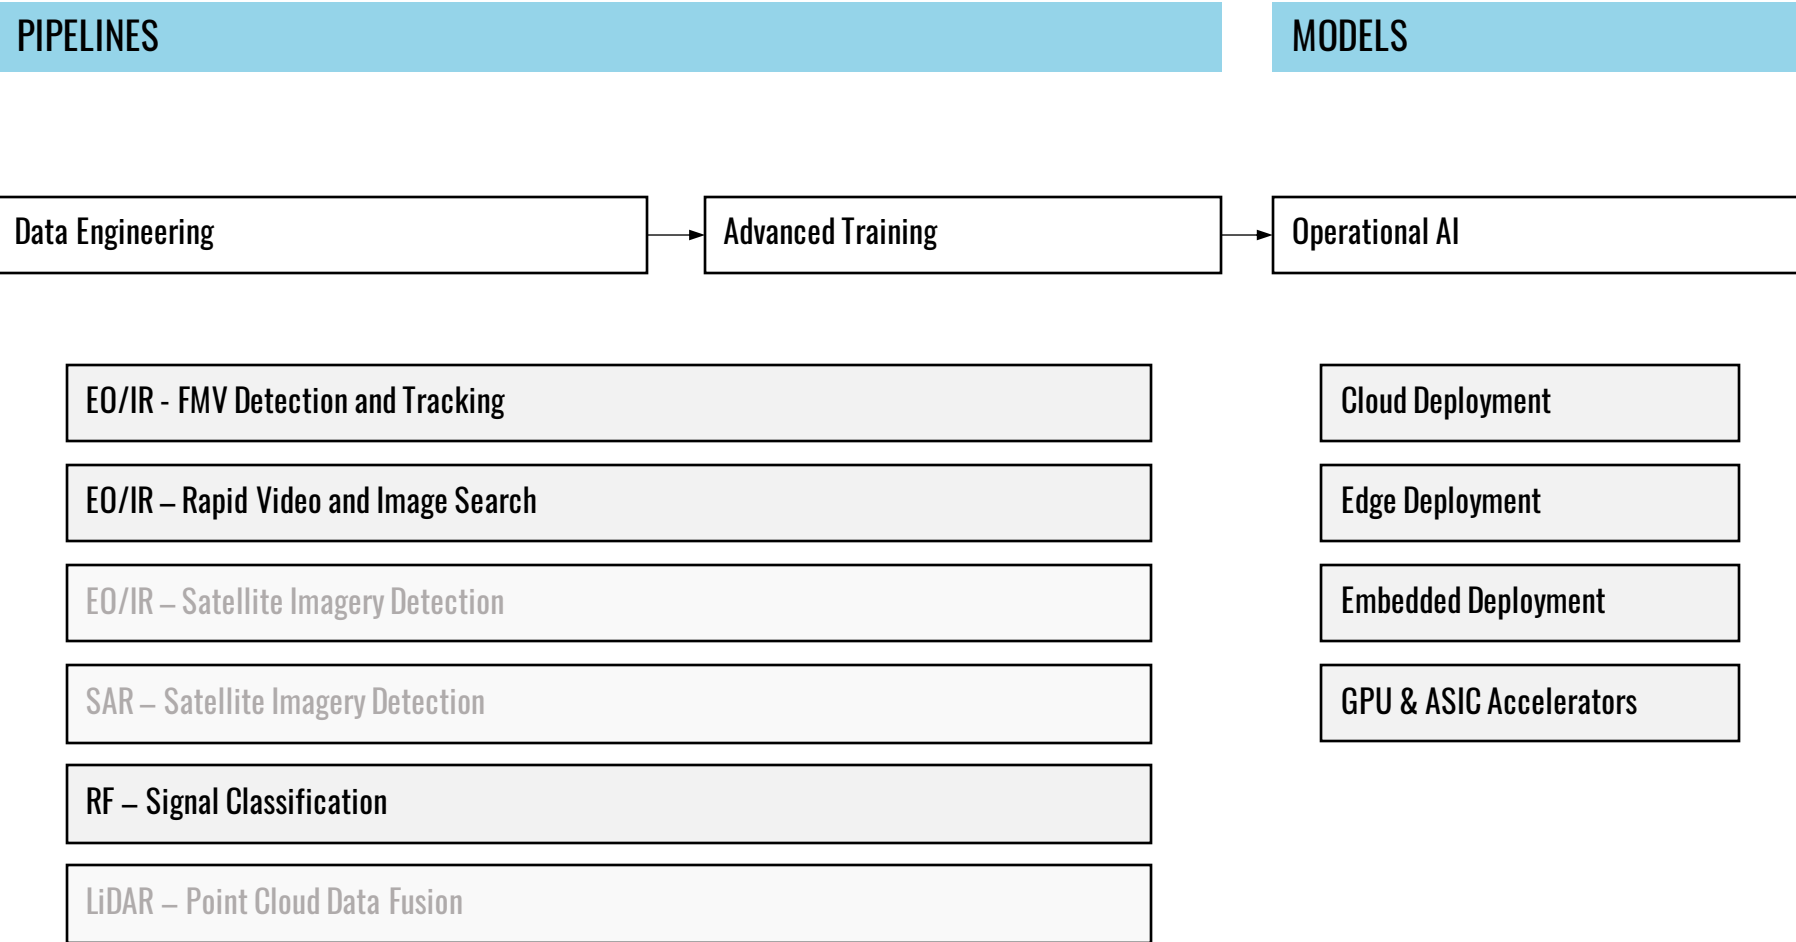 PIPELINES
MODELS
Data Engineering
Advanced Training
Operational AI
EO/IR - FMV Detection and Tracking
EO/IR – Rapid Video and Image Search
EO/IR – Satellite Imagery Detection
SAR – Satellite Imagery Detection
RF – Signal Classification
LiDAR – Point Cloud Data Fusion
Cloud Deployment
Edge Deployment
Embedded Deployment
GPU & ASIC Accelerators